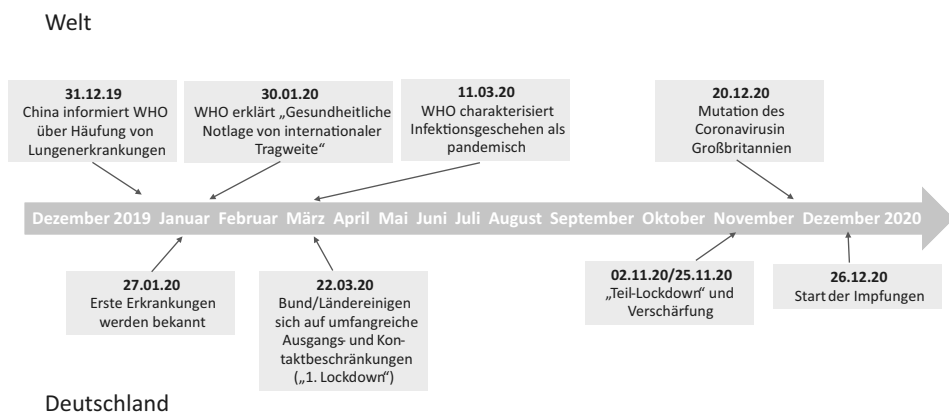 Welt
31.12.19
China informiert WHO
über Häufung von
Lungenerkrankungen
30.01.20
WHO erklärt „Gesundheitliche
Notlage von internationaler
Tragweite“
11.03.20
WHO charakterisiert
Infektionsgeschehen als
pandemisch
20.12.20
Mutation des
Coronavirusin
Großbritannien
Dezember 2019 Januar Februar März April Mai Juni Juli August September Oktober November Dezember 2020
27.01.20
Erste Erkrankungen
werden bekannt
22.03.20
Bund/Ländereinigen
sich auf umfangreiche
Ausgangs- und Kon-
taktbeschränkungen
(„1. Lockdown“)
02.11.20/25.11.20
„Teil-Lockdown“ und
Verschärfung
26.12.20
Start der Impfungen
Deutschland